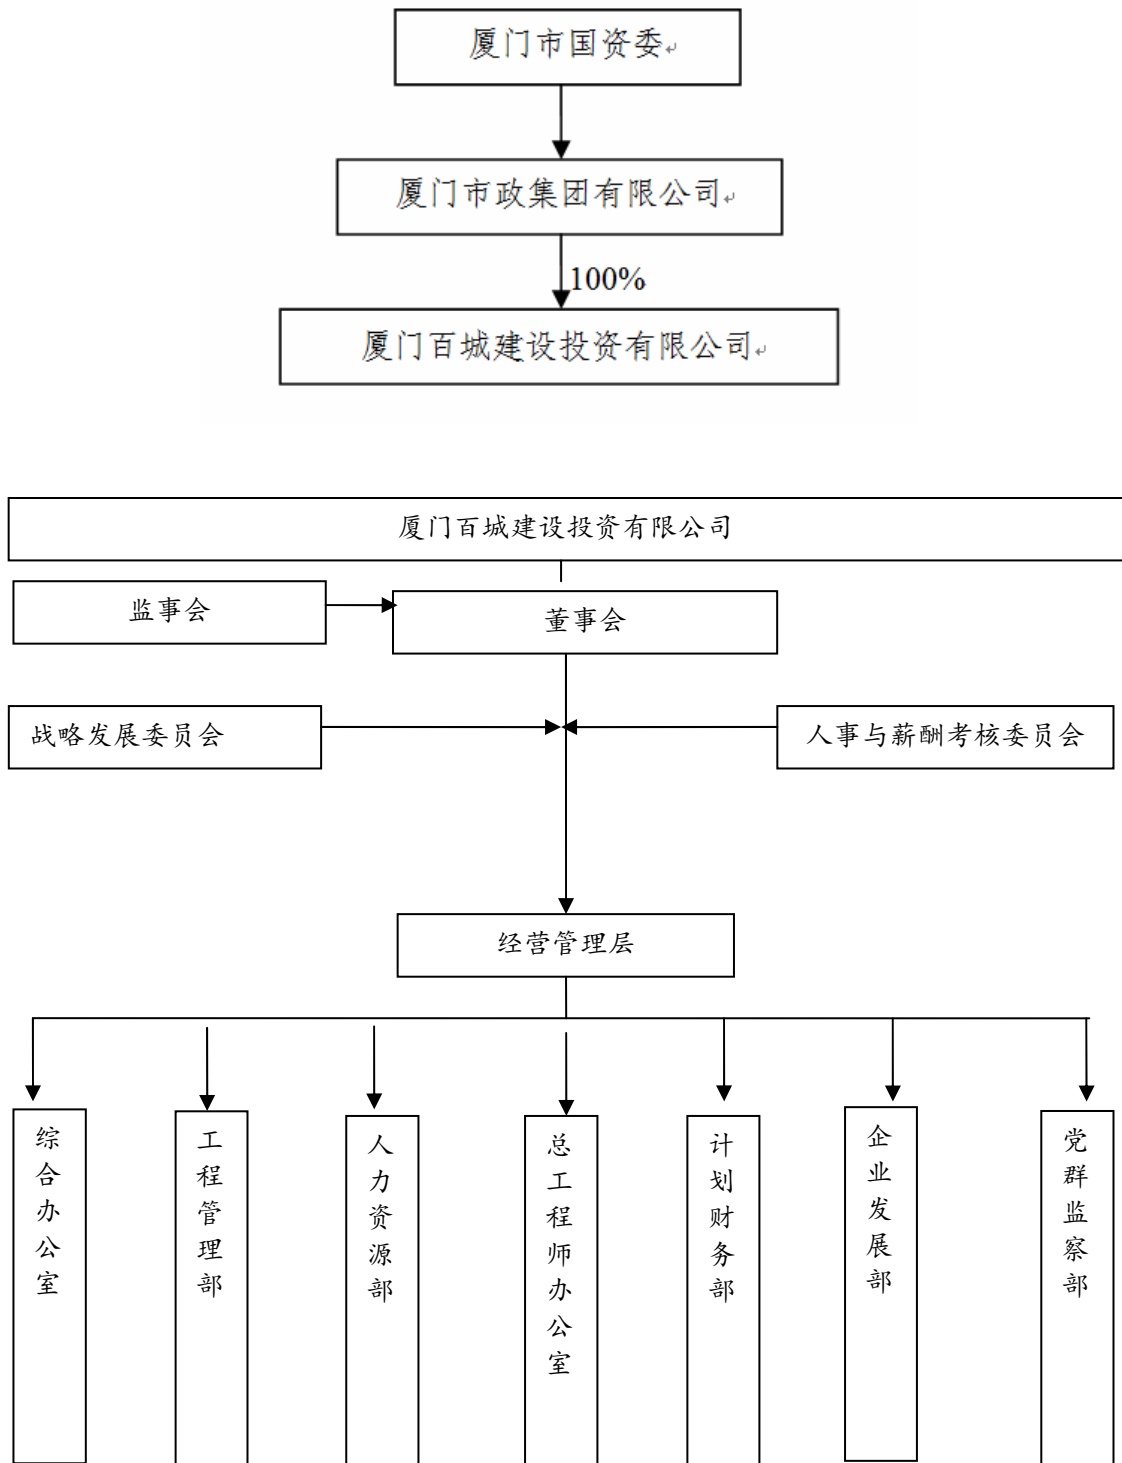 厦门市国资委
厦门市政集团有限公司
100%
厦门百城建设投资有限公司
厦门百城建设投资有限公司
监事会
董事会
战略发展委员会
人事与薪酬考核委员会
经营管理层
综合办公室
工程管理部
人力资源部
总工程师办公室
计划财务部
企业发展部
党群监察部